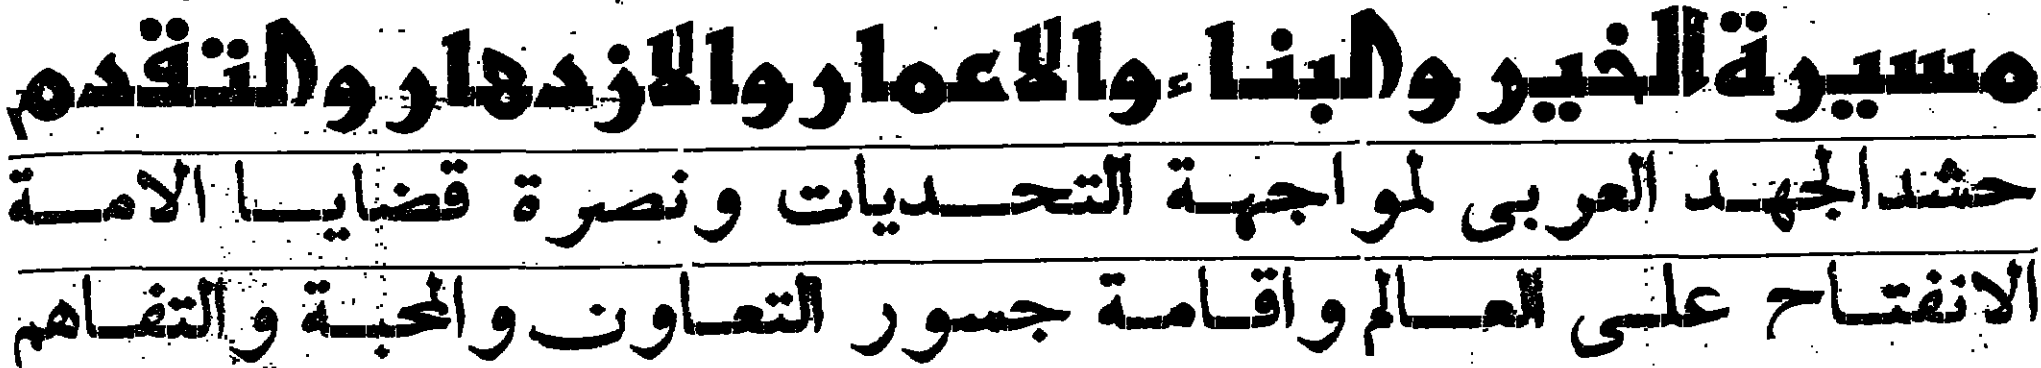 مسيرة الخير والبناء والاعمار والازدهار والتقدم
حشد الجهد العربى لمواجهة التحديات ونصرة قضايا الامة
الانفتاح على العالم واقامة جسور التعاون والمحبة والتفاهم